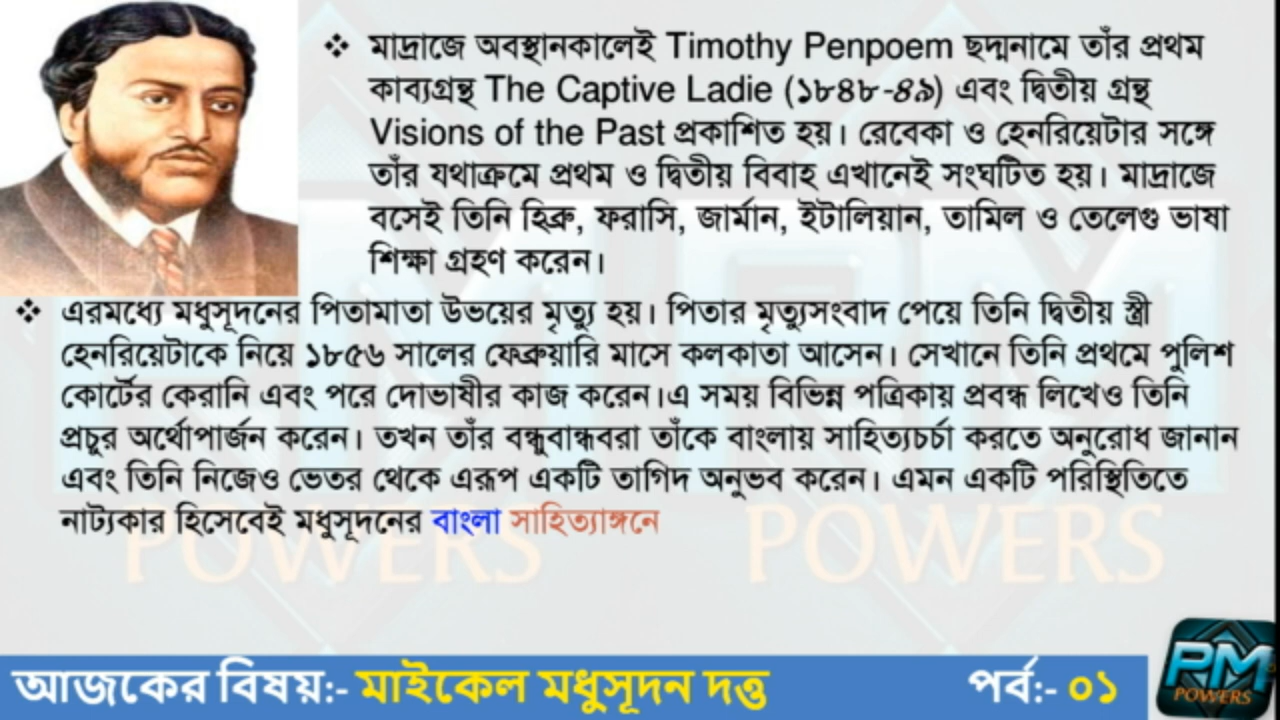 ❖ মাদ্রাজে অবস্থানকালেই Timothy Penpoem ছদ্মনামে তাঁর প্রথম
কাব্যগ্রন্থ The Captive Ladie (১৮৪৮-৪৯) এবং দ্বিতীয় গ্রন্থ
Visions of the Past প্রকাশিত হয়। রেবেকা ও হেনরিয়েটার সঙ্গে
তাঁর যথাক্রমে প্রথম ও দ্বিতীয় বিবাহ এখানেই সংঘটিত হয়। মাদ্রাজে
বসেই তিনি হিব্রু, ফরাসি, জার্মান, ইটালিয়ান, তামিল ও তেলেগু ভাষা
শিক্ষা গ্রহণ করেন।
❖ এরমধ্যে মধুসূদনের পিতামাতা উভয়ের মৃত্যু হয়। পিতার মৃত্যুসংবাদ পেয়ে তিনি দ্বিতীয় স্ত্রী
হেনরিয়েটাকে নিয়ে ১৮৫৬ সালের ফেব্রুয়ারি মাসে কলকাতা আসেন। সেখানে তিনি প্রথমে পুলিশ
কোর্টের কেরানি এবং পরে দোভাষীর কাজ করেন।এ সময় বিভিন্ন পত্রিকায় প্রবন্ধ লিখেও তিনি
প্রচুর অর্থোপার্জন করেন। তখন তাঁর বন্ধুবান্ধবরা তাঁকে বাংলায় সাহিত্যচর্চা করতে অনুরোধ জানান
এবং তিনি নিজেও ভেতর থেকে এরূপ একটি তাগিদ অনুভব করেন। এমন একটি পরিস্থিতিতে
নাট্যকার হিসেবেই মধুসূদনের বাংলা সাহিত্যাঙ্গনে
POWERS POWERS
আজকের বিষয়:- মাইকেল মধুসূদন দত্ত পর্ব:- ০১
PM
POWERS